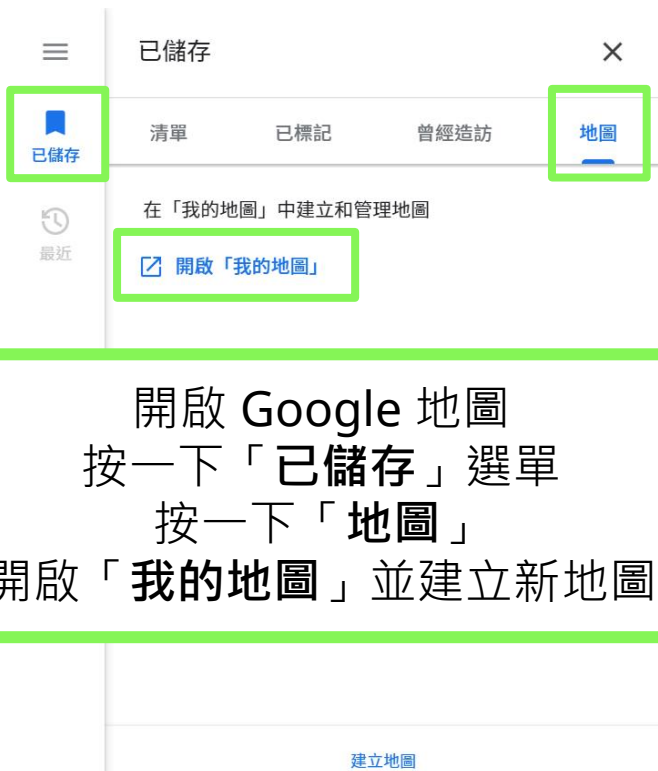 已儲存
已儲存
清單 已標記 曾經造訪 地圖
最近
在「我的地圖」中建立和管理地圖
開啟「我的地圖」
開啟 Google 地圖
按一下「已儲存」選單
按一下「地圖」
開啟「我的地圖」並建立新地圖
建立地圖